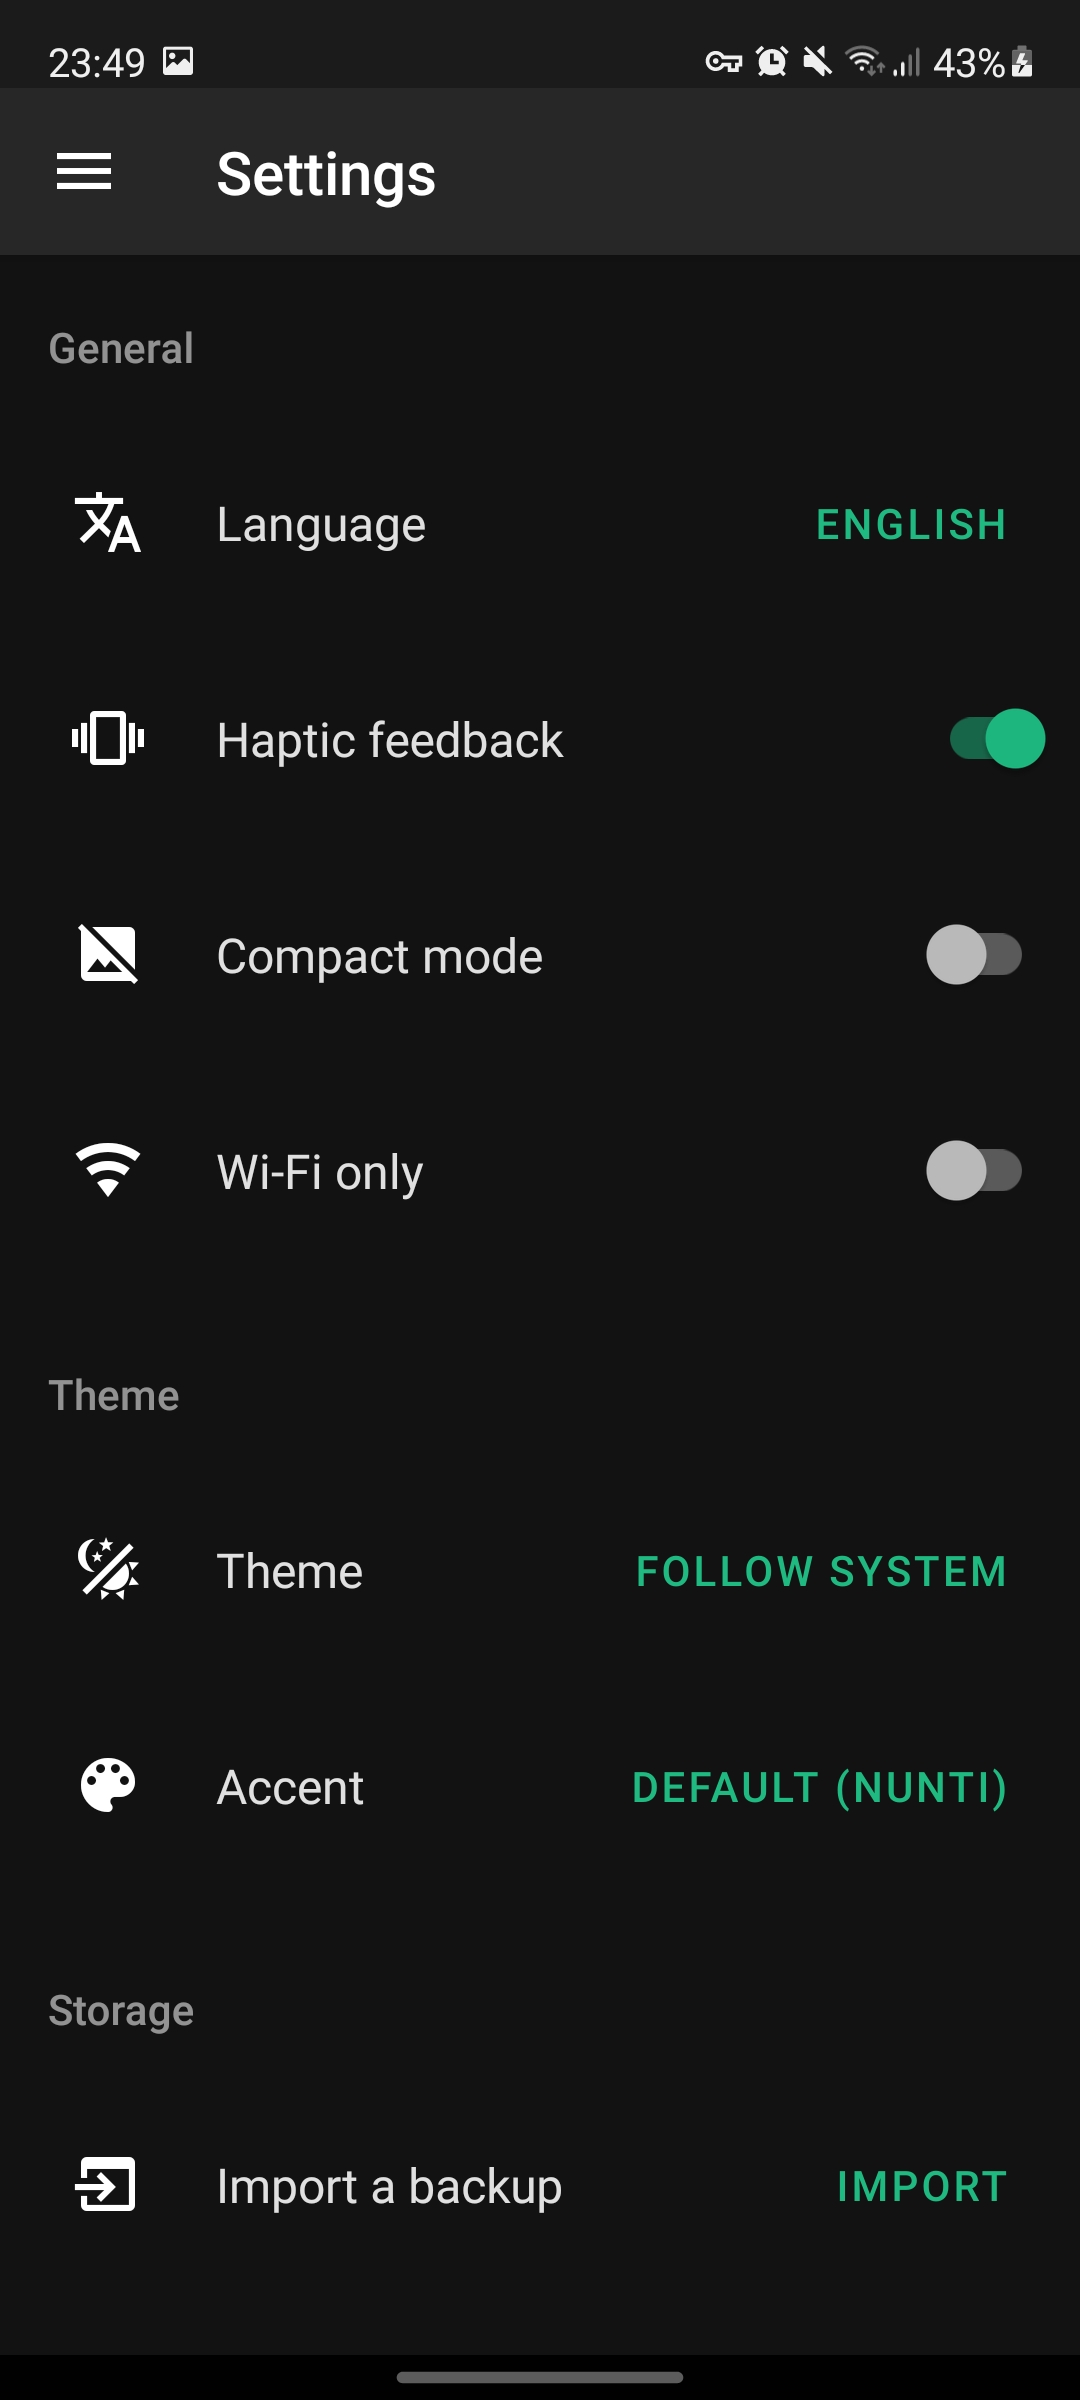 23:49 43%
Settings
General
Language ENGLISH
Haptic feedback
Compact mode
Wi-Fi only
Theme
Theme FOLLOW SYSTEM
Accent DEFAULT (NUNTI)
Storage
Import a backup IMPORT